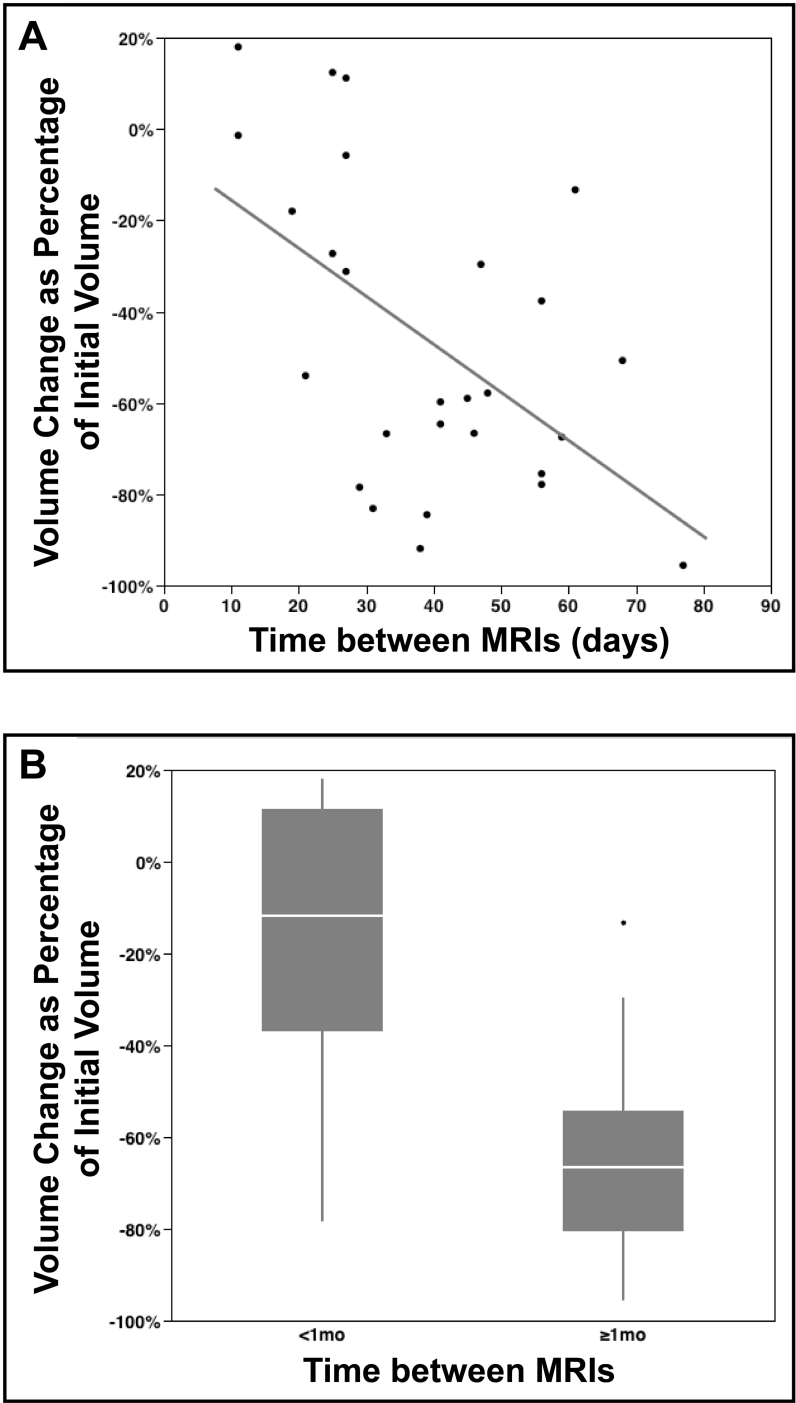 A
Volume Change as Percentage
of Initial Volume
20%
0%
-20%
-40%
-60%
-80%
-100%
0 10 20 30 40 50 60 70 80 90
Time between MRIs (days)
B
Volume Change as Percentage
of Initial Volume
20%
0%
-20%
-40%
-60%
-80%
-100%
<1mo ≥1mo
Time between MRIs